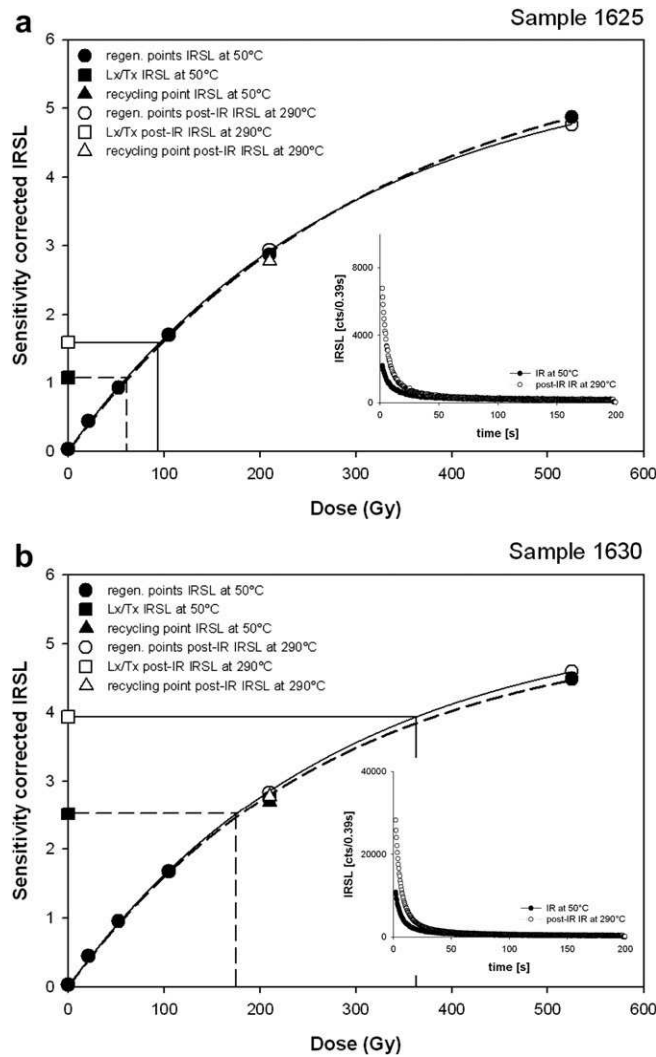 a
Sample 1625
6
5
4
3
2
1
0
Sensitivity corrected IRSL
regen. points IRSL at 50°C
Lx/Tx IRSL at 50°C
recycling point IRSL at 50°C
regen. points post-IR IRSL at 290°C
Lx/Tx post-IR IRSL at 290°C
recycling point post-IR IRSL at 290°C
8000
4000
0
IRSL [cts/0.39s]
IR at 50°C
post-IR IR at 290°C
0 50 100 150 200
time [s]
0 100 200 300 400 500 600
Dose (Gy)
b
Sample 1630
6
5
4
3
2
1
0
Sensitivity corrected IRSL
regen. points IRSL at 50°C
Lx/Tx IRSL at 50°C
recycling point IRSL at 50°C
regen. points post-IR IRSL at 290°C
Lx/Tx post-IR IRSL at 290°C
recycling point post-IR IRSL at 290°C
40000
20000
0
IRSL [cts/0.39s]
IR at 50°C
post-IR IR at 290°C
0 50 100 150 200
time [s]
0 100 200 300 400 500 600
Dose (Gy)